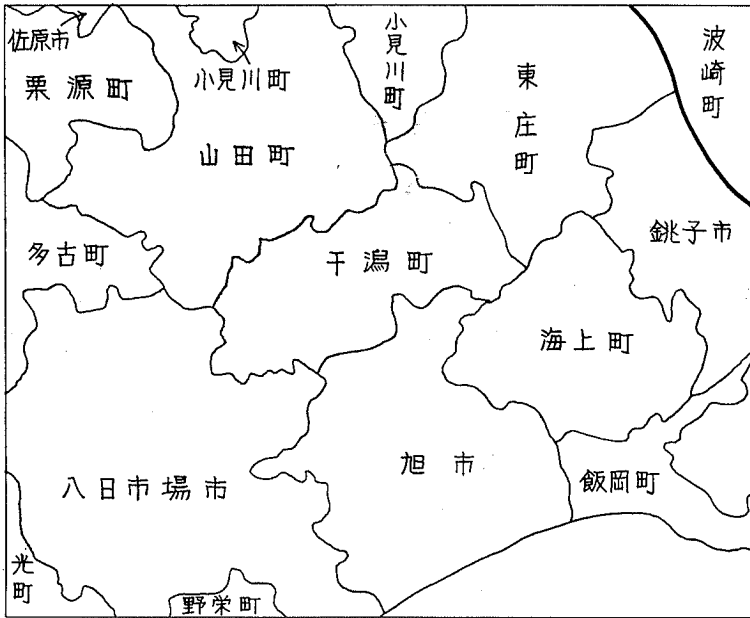 佐原市
栗源町
小見川町
小見川町
東庄町
波崎町
山田町
多古町
干潟町
銚子市
海上町
八日市場市
旭市
飯岡町
光町
野栄町